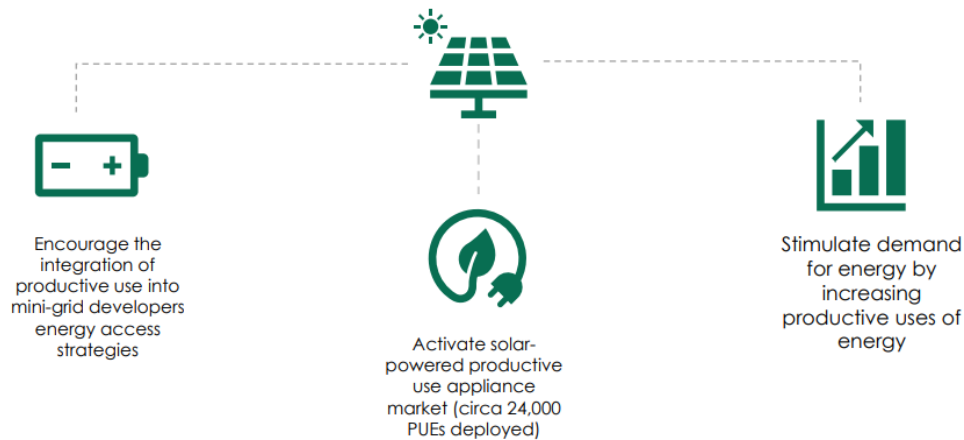 Encourage the
integration of
productive use into
mini-grid developers
energy access
strategies
Activate solar-
powered productive
use appliance
market (circa 24,000
PUEs deployed)
Stimulate demand
for energy by
increasing
productive uses of
energy